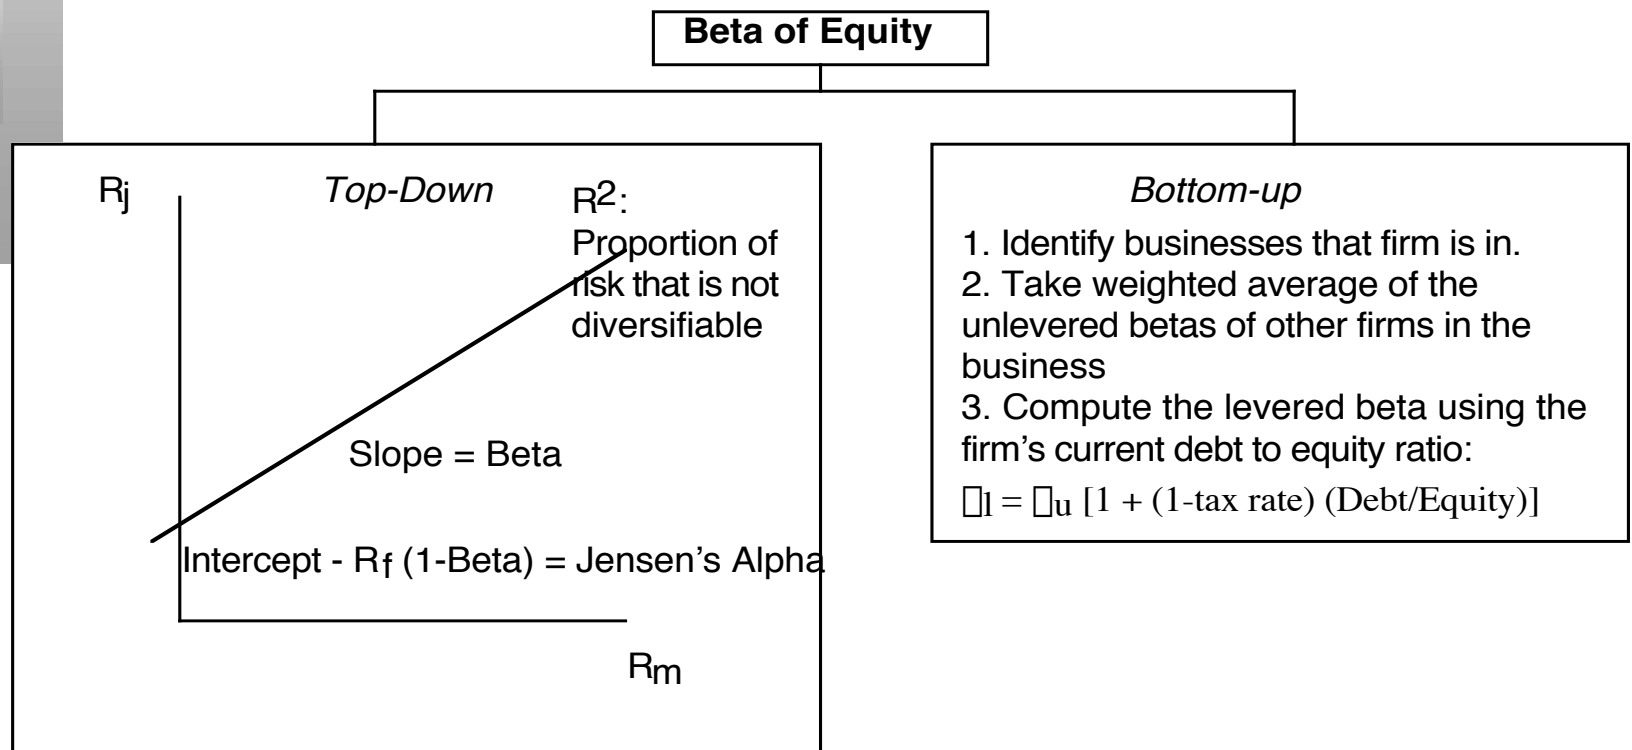 Beta of Equity
Rj
Top-Down
R2:
Proportion of
risk that is not
diversifiable
Slope = Beta
Intercept - Rf (1-Beta) = Jensen’s Alpha
Rm
Bottom-up
1. Identify businesses that firm is in.
2. Take weighted average of the
unlevered betas of other firms in the
business
3. Compute the levered beta using the
firm’s current debt to equity ratio:
□l = □u [1 + (1-tax rate) (Debt/Equity)]